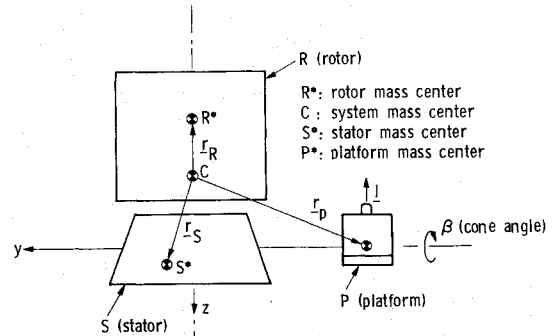 R (rotor)
R*: rotor mass center
C : system mass center
S*: stator mass center
P*: platform mass center
R*
r_R
C
r_p
l
r_S
β (cone angle)
y
S*
z
P (platform)
S (stator)